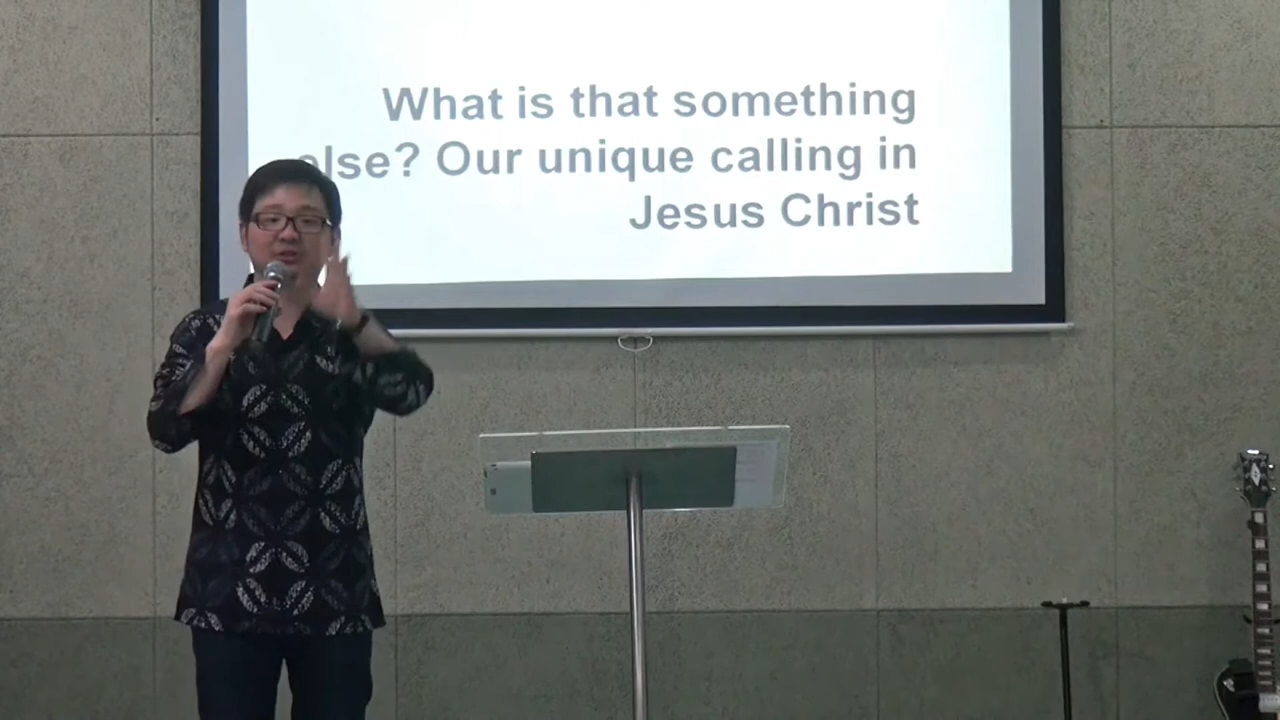 What is that something
else? Our unique calling in
Jesus Christ